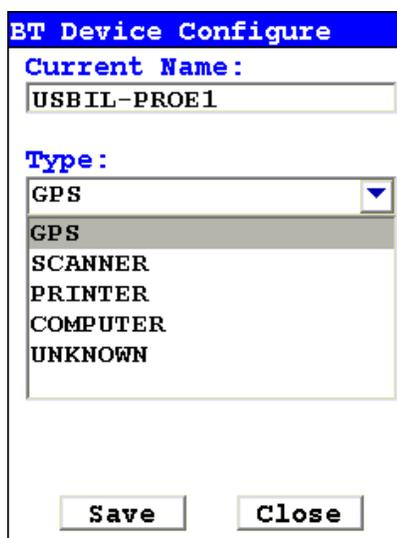 BT Device Configure
Current Name:
USBIL-PROE1
Type:
GPS
GPS
SCANNER
PRINTER
COMPUTER
UNKNOWN
Save Close